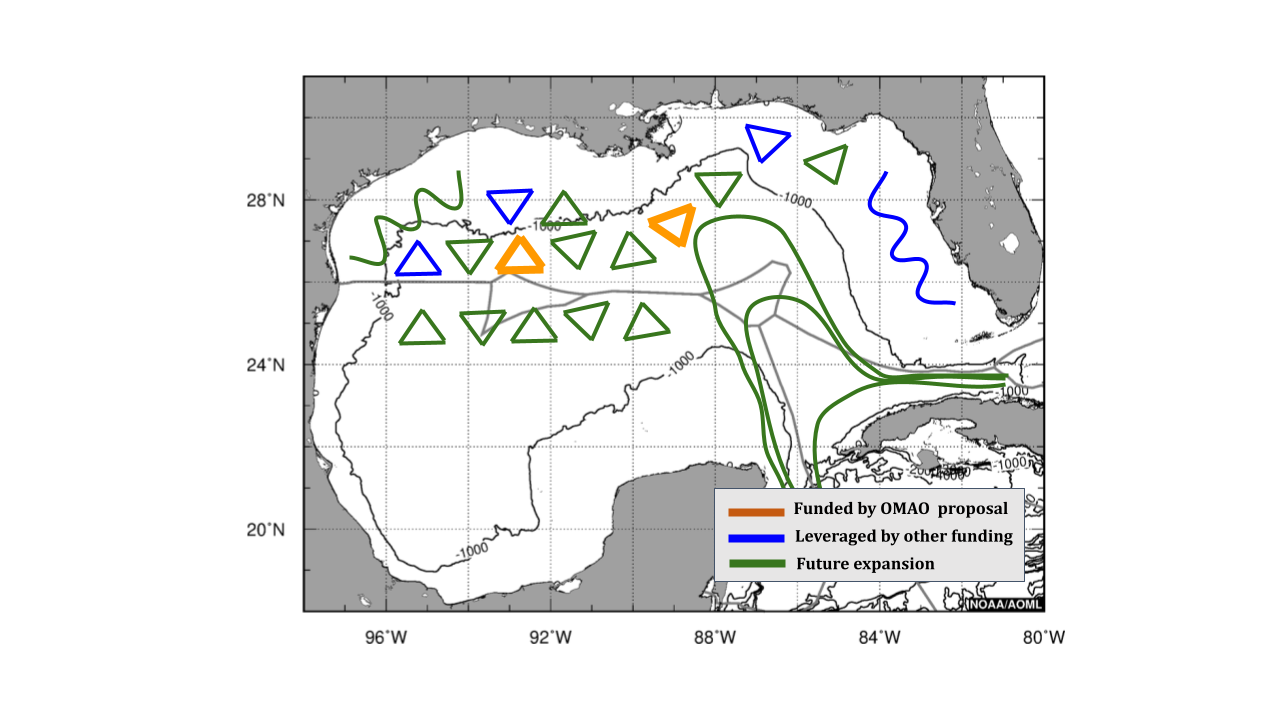 28°N
24°N
20°N
-1000
-1000
-1000
-1000
-1000
-1000
-1000
Funded by OMAO proposal
Leveraged by other funding
Future expansion
NOAA/AOML
96°W
92°W
88°W
84°W
80°W